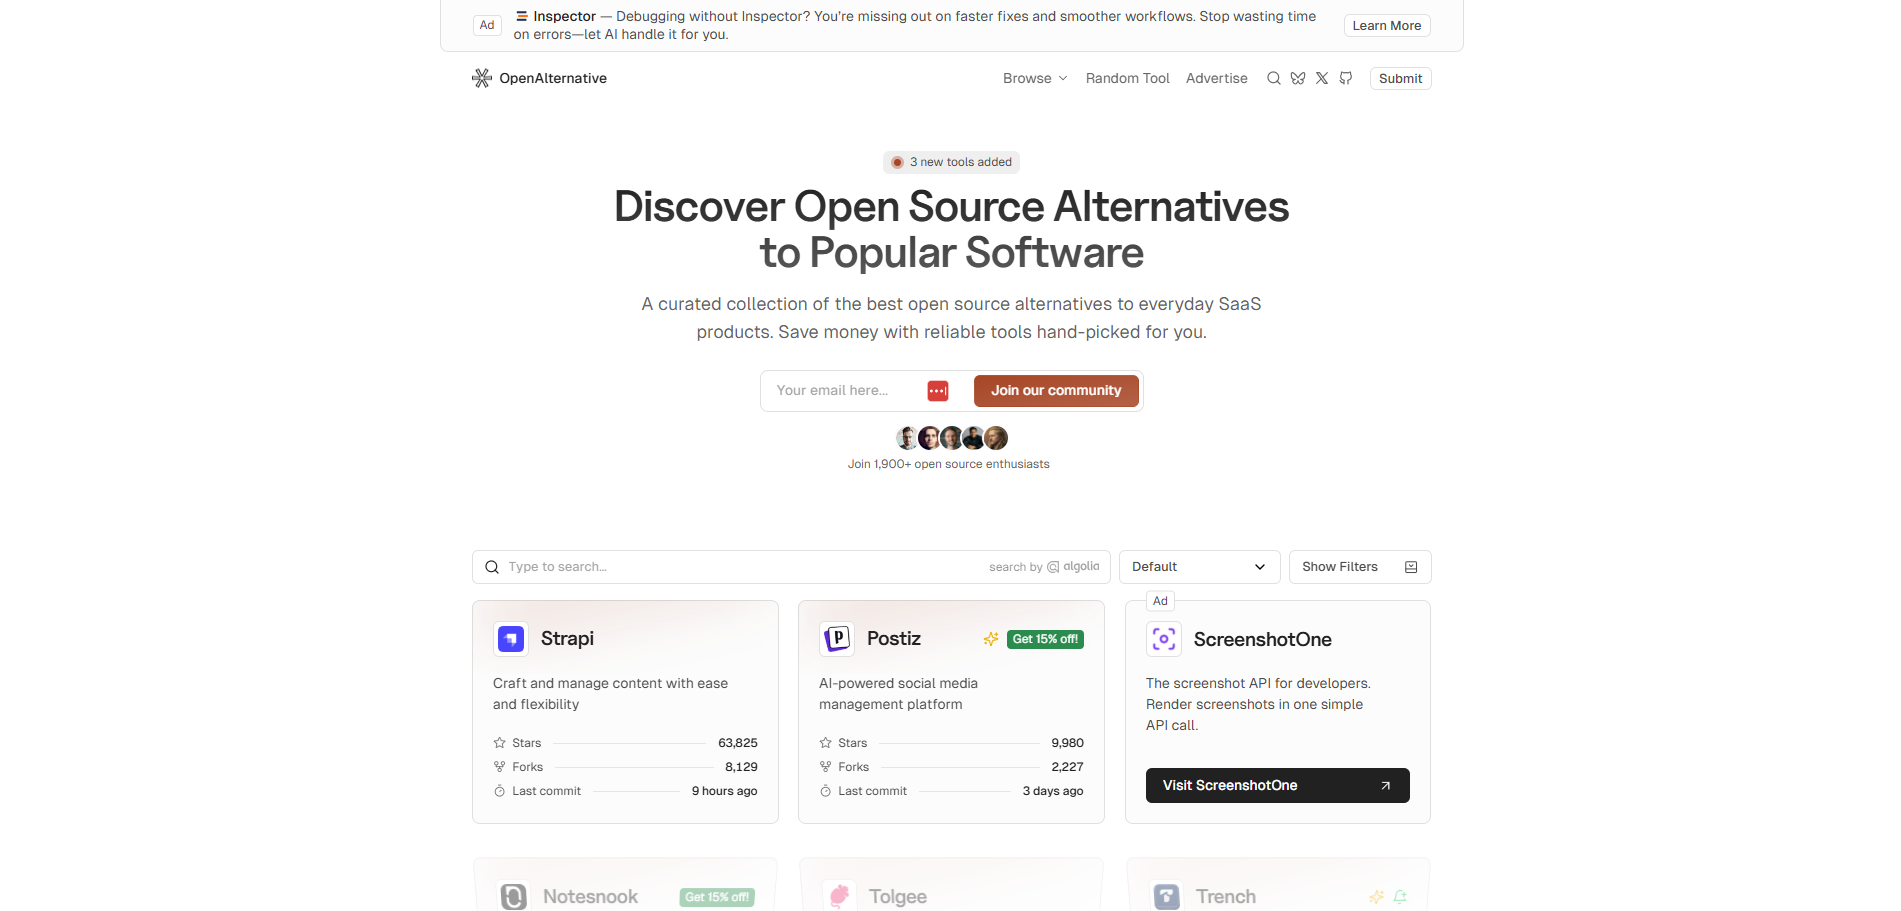 Ad
Inspector — Debugging without Inspector? You're missing out on faster fixes and smoother workflows. Stop wasting time
on errors—let AI handle it for you.
Learn More
OpenAlternative
Browse
Random Tool
Advertise
Submit
3 new tools added
Discover Open Source Alternatives
to Popular Software
A curated collection of the best open source alternatives to everyday SaaS
products. Save money with reliable tools hand-picked for you.
Your email here...
Join our community
Join 1,900+ open source enthusiasts
Type to search...
search by algolia
Default
Show Filters
Strapi
Craft and manage content with ease
and flexibility
Stars 63,825
Forks 8,129
Last commit 9 hours ago
Postiz
Get 15% off!
AI-powered social media
management platform
Stars 9,980
Forks 2,227
Last commit 3 days ago
Ad
ScreenshotOne
The screenshot API for developers.
Render screenshots in one simple
API call.
Visit ScreenshotOne
Notesnook
Get 15% off!
Tolgee
Trench